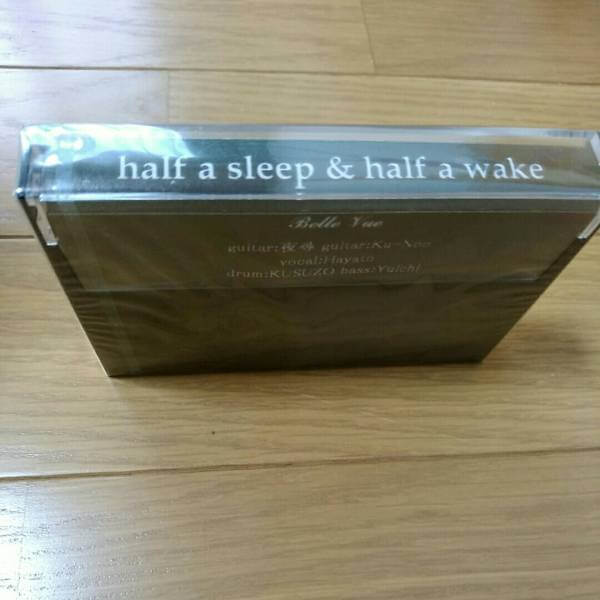 half a sleep & half a wake
Belle Vue
guitar:夜尋 guitar:Ku-Noo
vocal:Hayato
drum:KUSUZO bass:Yuichi